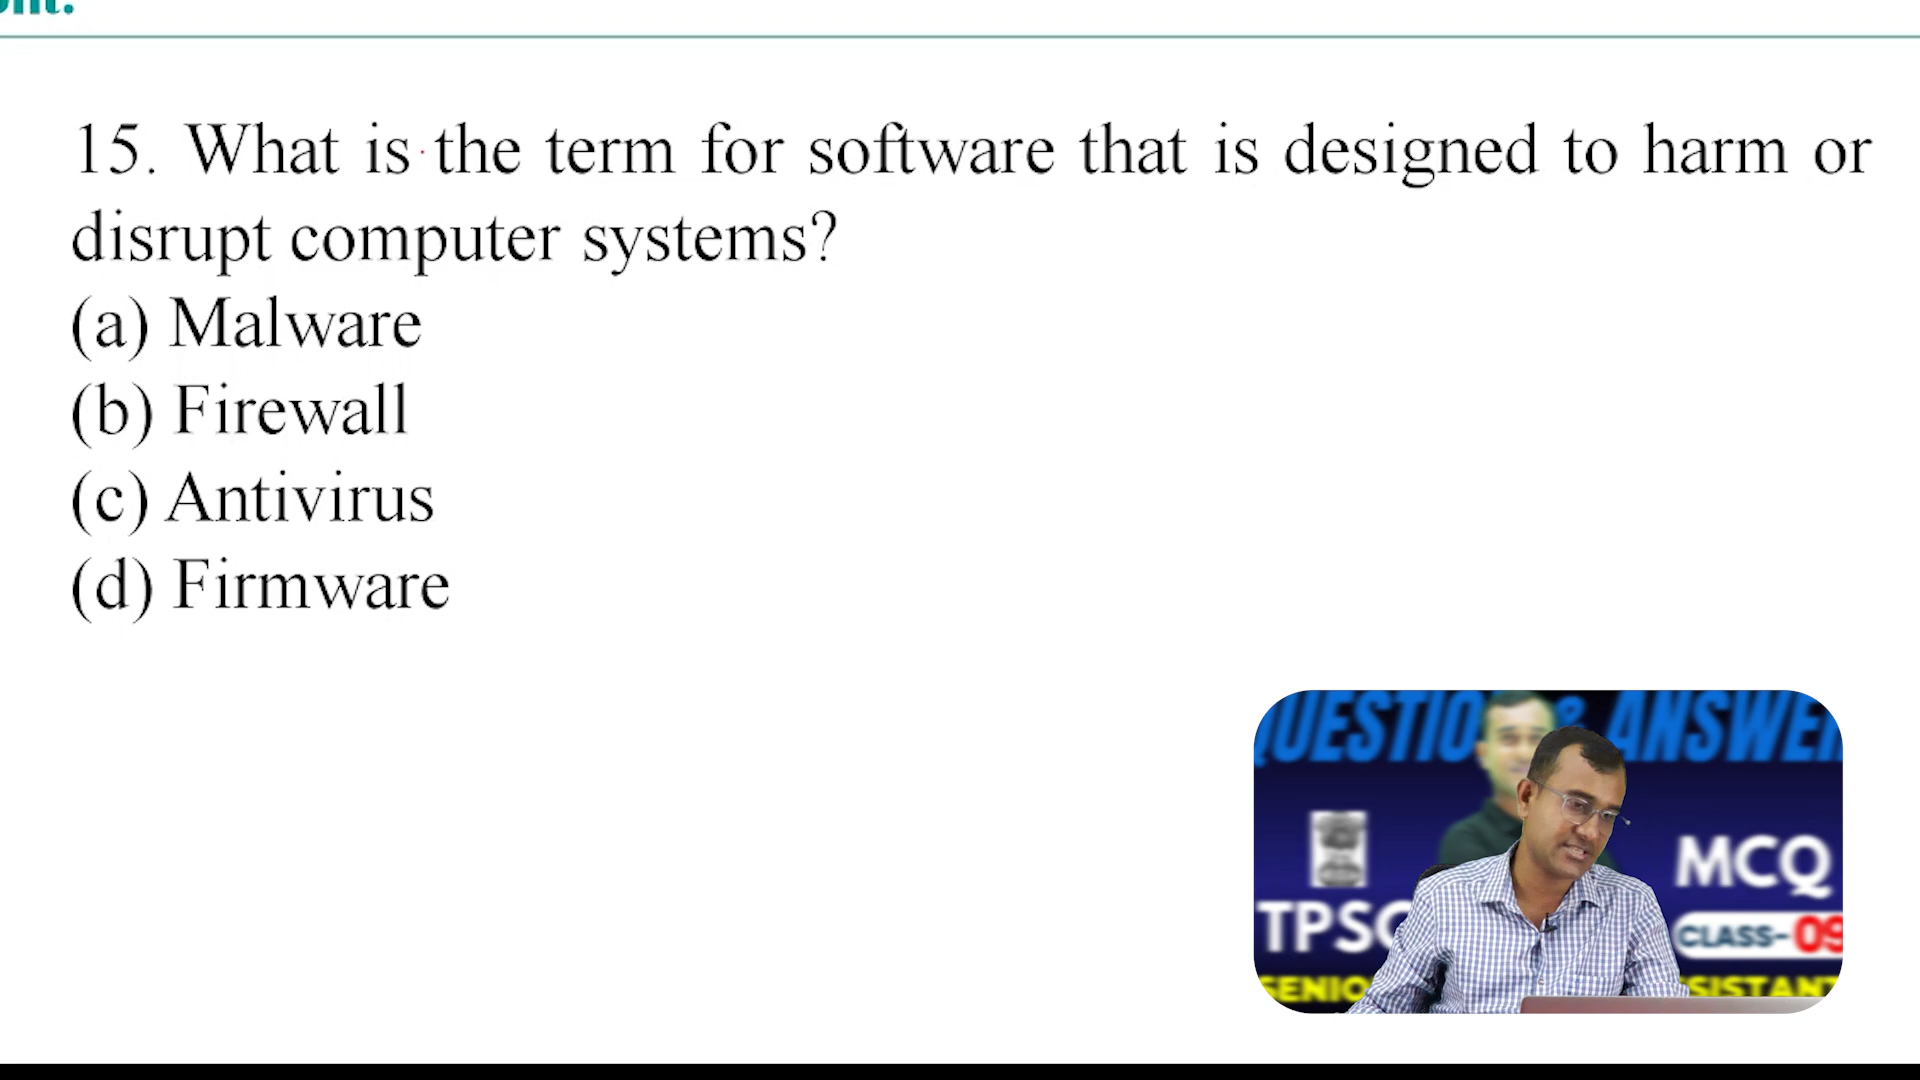 15. What is the term for software that is designed to harm or
disrupt computer systems?
(a) Malware
(b) Firewall
(c) Antivirus
(d) Firmware
& ANSWER
MCQ
TPSC
CLASS-09